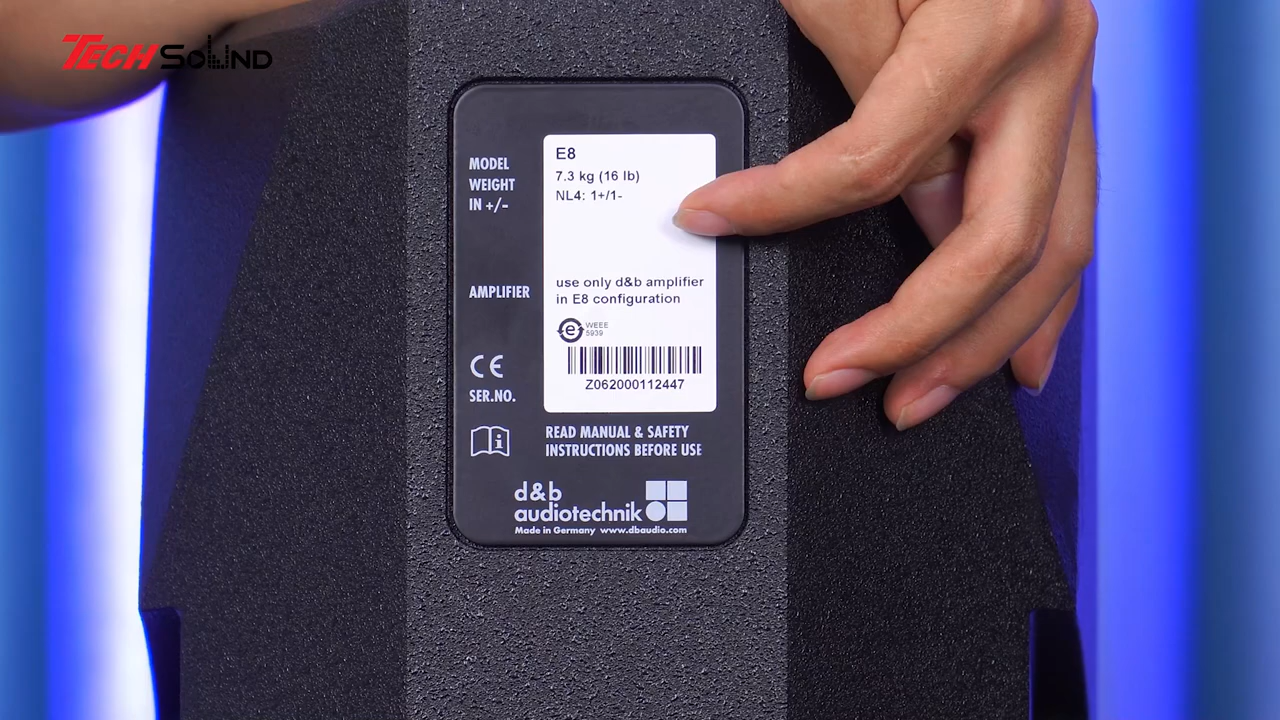 TECHSOUND
MODEL E8
WEIGHT 7.3 kg (16 lb)
IN +/- NL4: 1+/1-
AMPLIFIER use only d&b amplifier
in E8 configuration
WEEE
5939
CE
SER.NO. Z062000112447
READ MANUAL & SAFETY
INSTRUCTIONS BEFORE USE
d&b
audiotechnik
Made in Germany www.dbaudio.com